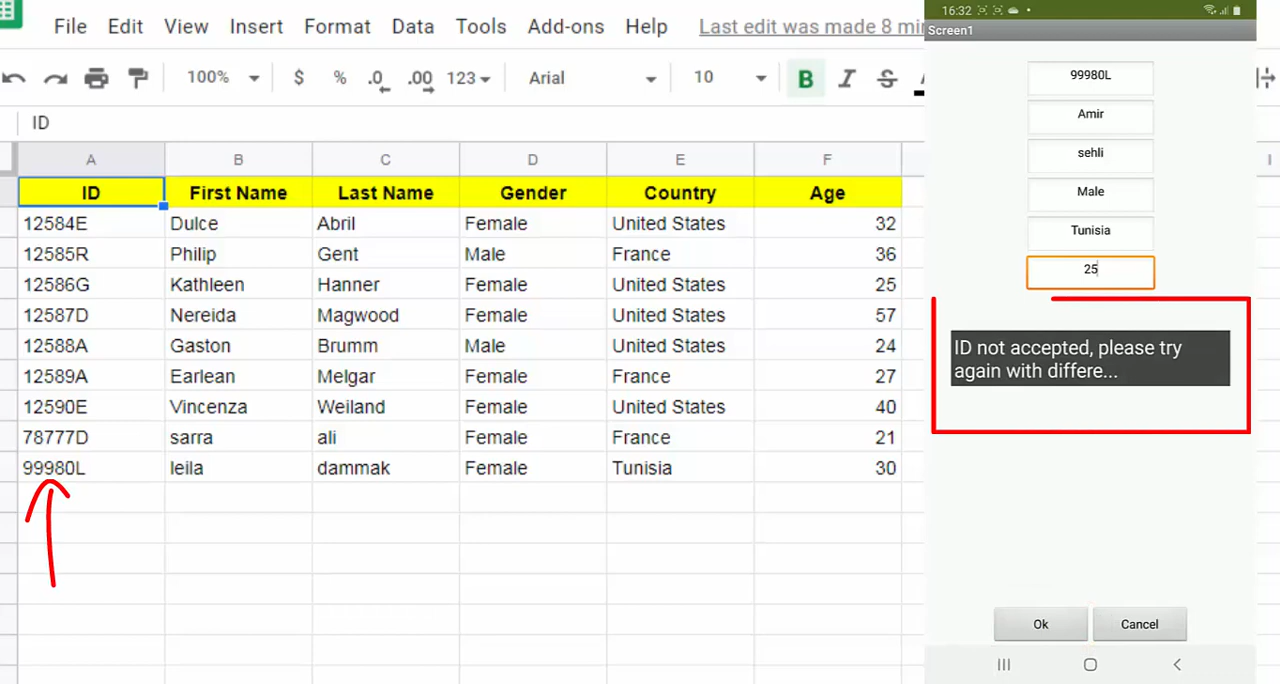 File Edit View Insert Format Data Tools Add-ons Help Last edit was made 8 min
100% $ % .0 .00 123 Arial 10 B I S
ID
A B C D E F I
ID First Name Last Name Gender Country Age
12584E Dulce Abril Female United States 32
12585R Philip Gent Male France 36
12586G Kathleen Hanner Female United States 25
12587D Nereida Magwood Female United States 57
12588A Gaston Brumm Male United States 24
12589A Earlean Melgar Female France 27
12590E Vincenza Weiland Female United States 40
78777D sarra ali Female France 21
99980L leila dammak Female Tunisia 30
16:32
Screen1
99980L
Amir
sehli
Male
Tunisia
25
ID not accepted, please try
again with differe...
Ok Cancel